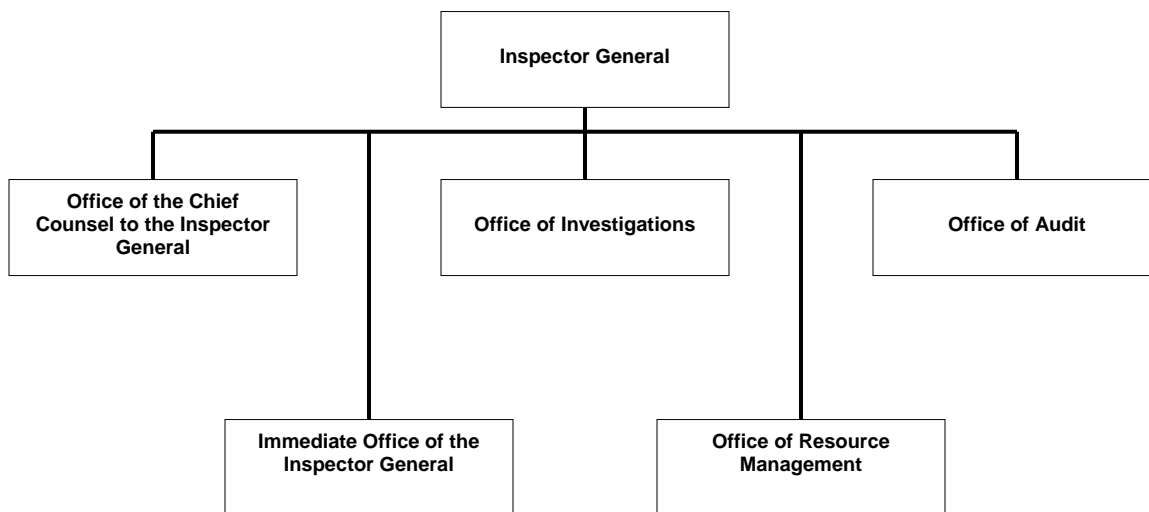 Inspector General
Office of the Chief
Counsel to the Inspector
General
Office of Investigations
Office of Audit
Immediate Office of the
Inspector General
Office of Resource
Management